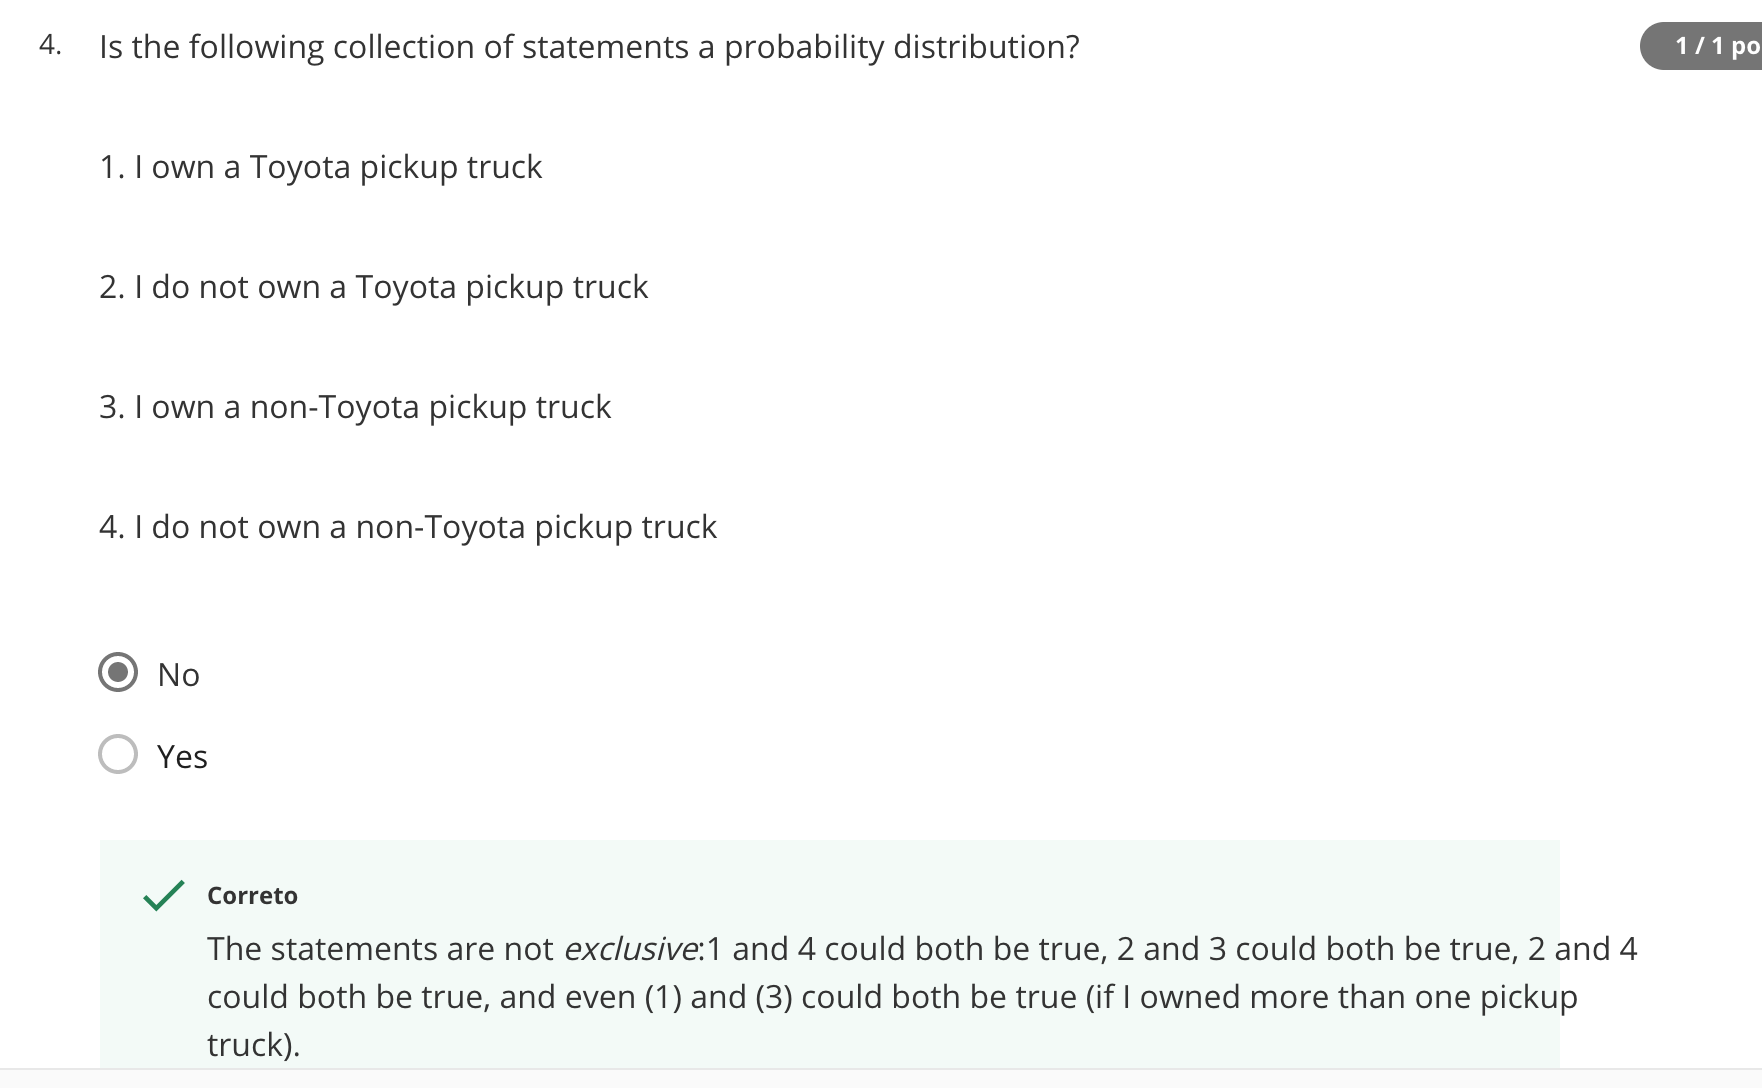 4. Is the following collection of statements a probability distribution?
1 / 1 po
1. I own a Toyota pickup truck
2. I do not own a Toyota pickup truck
3. I own a non-Toyota pickup truck
4. I do not own a non-Toyota pickup truck
No
Yes
Correto
The statements are not exclusive:1 and 4 could both be true, 2 and 3 could both be true, 2 and 4
could both be true, and even (1) and (3) could both be true (if I owned more than one pickup
truck).